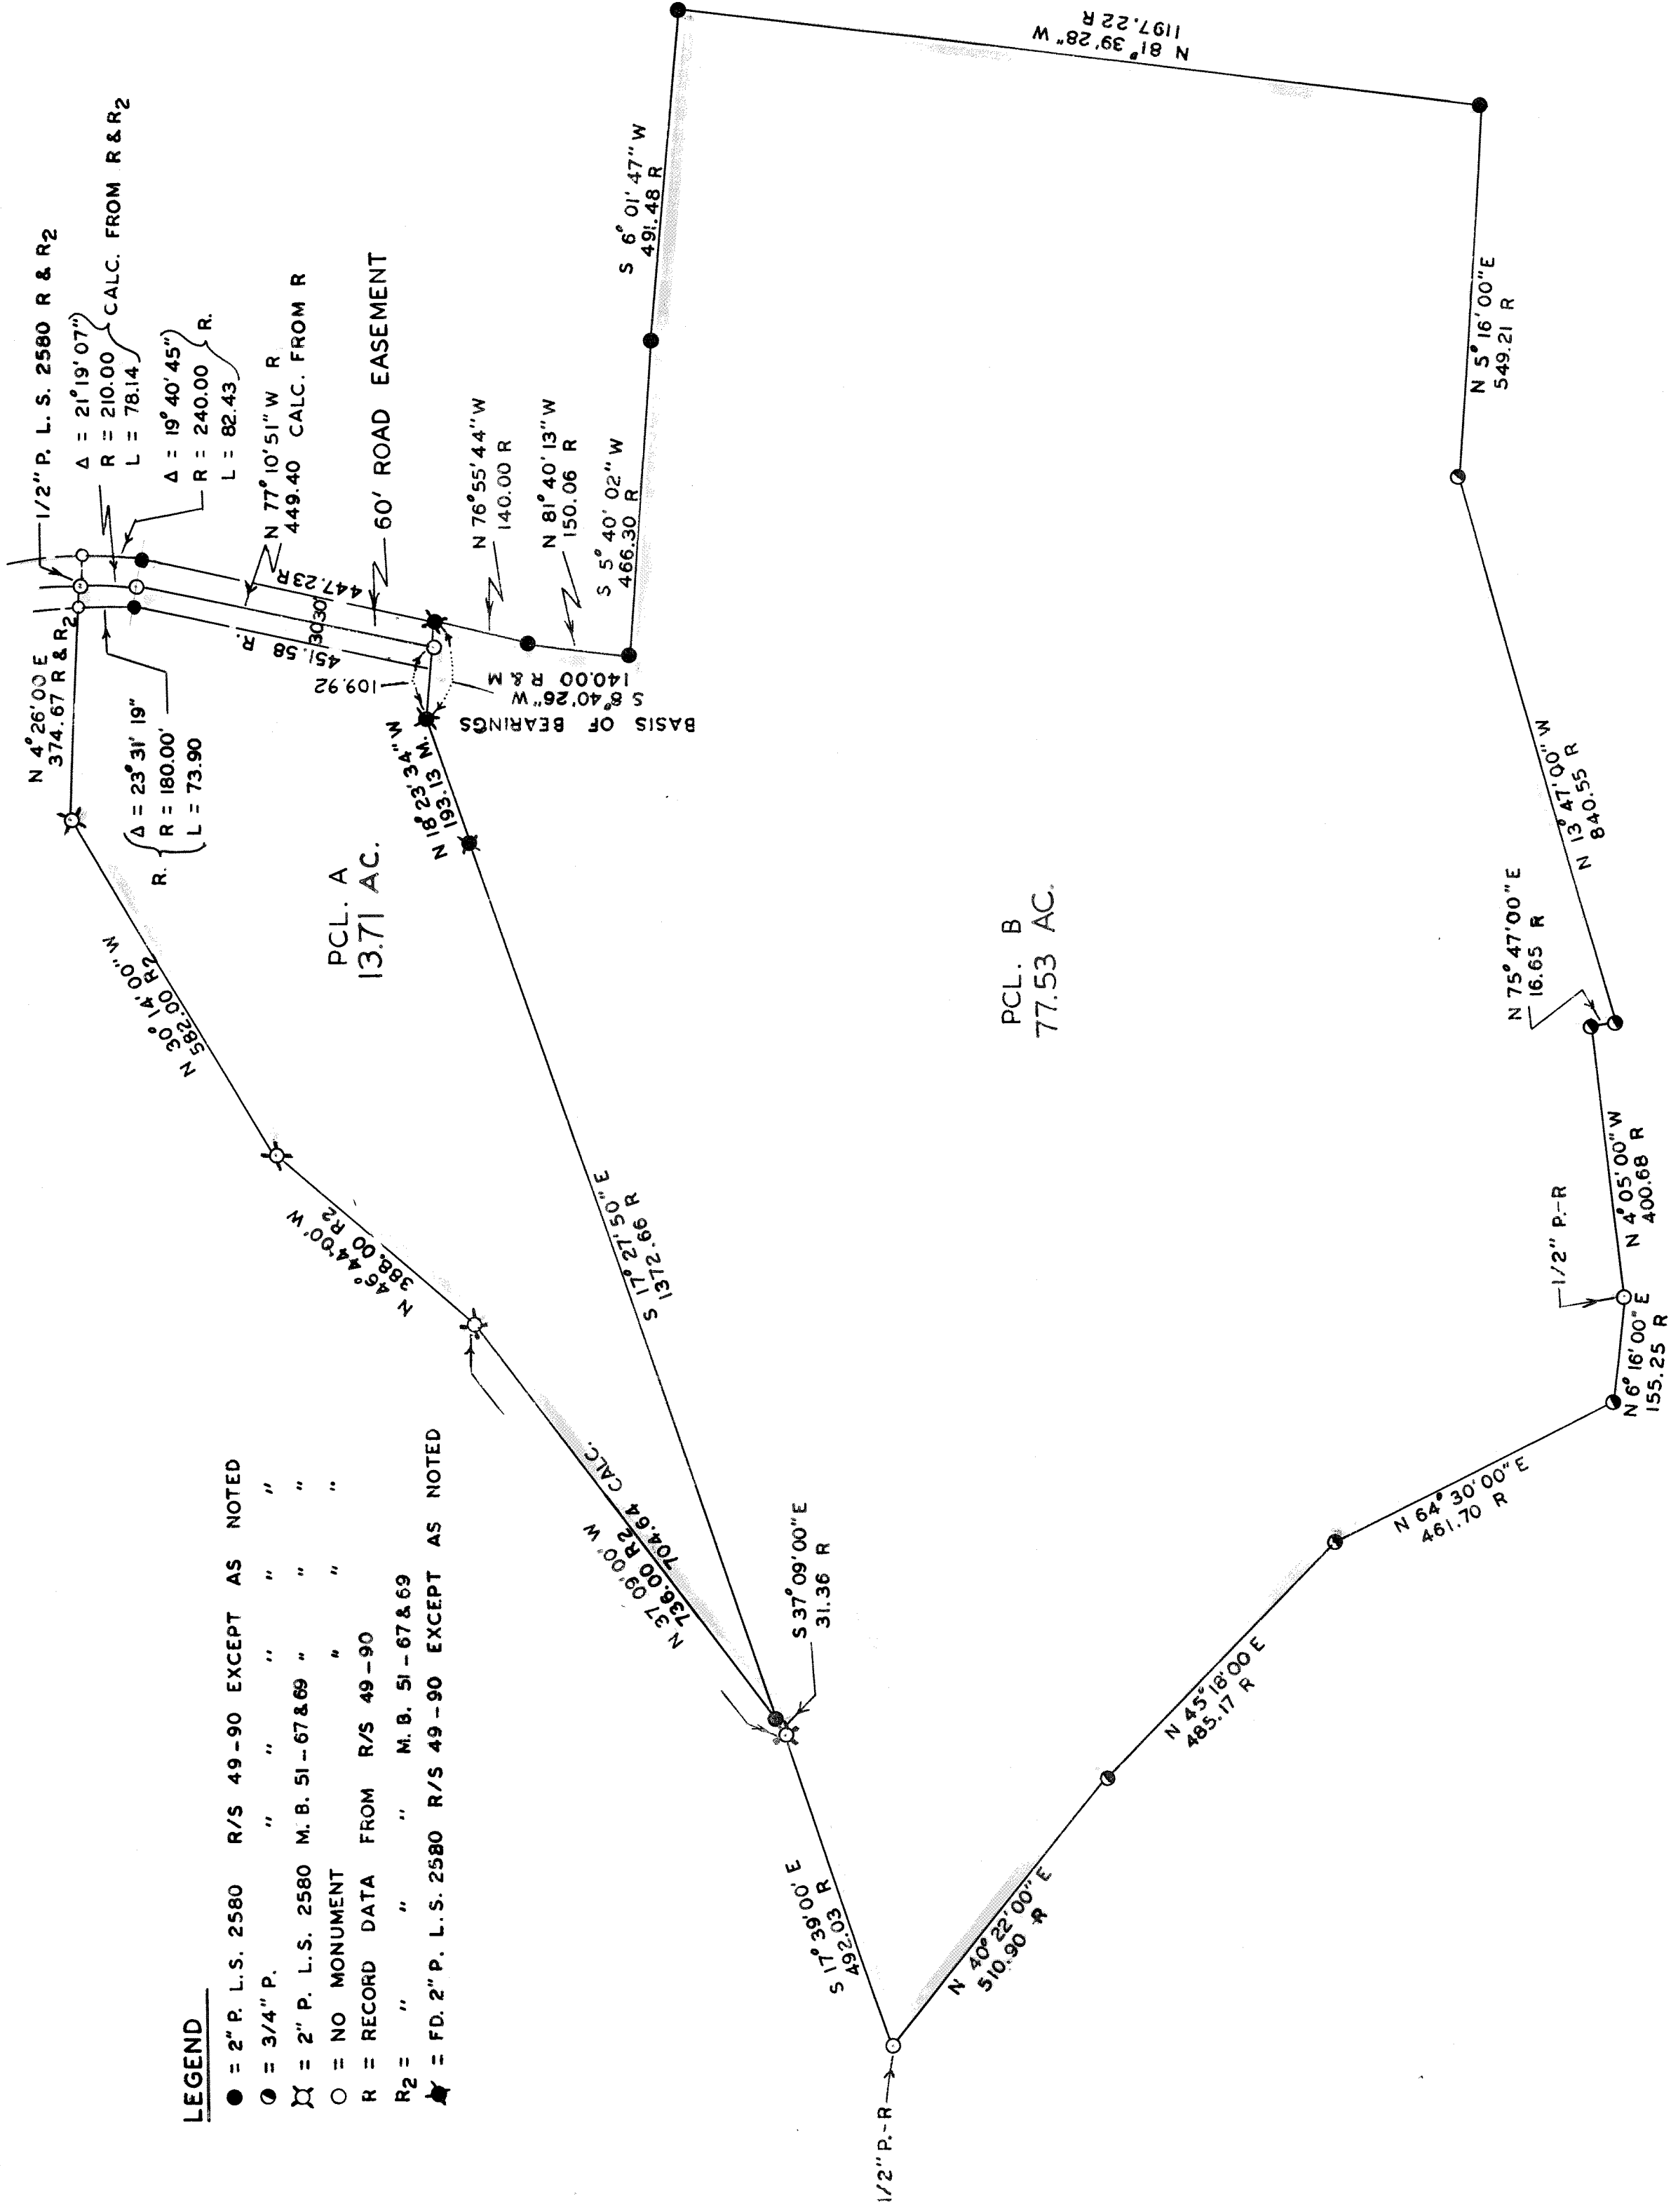 LEGEND
● = 2" P. L.S. 2580 R/S 49-90 EXCEPT AS NOTED
= 3/4" P. " " " " "
= 2" P. L.S. 2580 M. B. 51-67&69 " " "
○ = NO MONUMENT " " "
R = RECORD DATA FROM R/S 49-90
R2 = " " " M. B. 51-67&69
= FD. 2" P. L.S. 2580 R/S 49-90 EXCEPT AS NOTED
1/2" P. L. S. 2580 R & R2
Δ = 21° 19' 07"
R = 210.00
L = 78.14
CALC. FROM R & R2
Δ = 19° 40' 45"
R = 240.00
L = 82.43
R.
N 77° 10' 51" W R
449.40 CALC. FROM R
60' ROAD EASEMENT
N 4° 26' 00 E
374.67 R & R2
R.
Δ = 23° 31' 19"
R = 180.00'
L = 73.90
447.23 R
30'
30
451.58 R.
109.92
S 8° 40' 26" W
140.00 R & M
BASIS OF BEARINGS
N 76° 55' 44" W
140.00 R
N 81° 40' 13" W
150.06 R
S 5° 40' 02" W
466.30 R
S 6° 01' 47" W
491.48 R
N 81° 39' 28" W
1197.22 R
N 5° 16' 00" E
549.21 R
N 13° 47' 00" W
840.55 R
N 75° 47' 00" E
16.65 R
N 4° 05' 00" W
400.68 R
1/2" P.-R
N 6° 16' 00" E
155.25 R
N 64° 30' 00" E
461.70 R
N 45° 18' 00 E
485.17 R
N 40° 22' 00" E
510.90 R
1/2" P.-R
S 17° 39' 00' E
492.03 R
S 37° 09' 00" E
31.36 R
N 37 09' 00' W
736.00 R2
704.64 CALC.
N 46° 44' 00' W
388.00 R2
N 30° 14' 00" W
582.00 R2
N 18° 23' 34" W
193.13 M.
S 17° 27' 50" E
1372.66 R
PCL. A
13.71 AC.
PCL. B
77.53 AC.